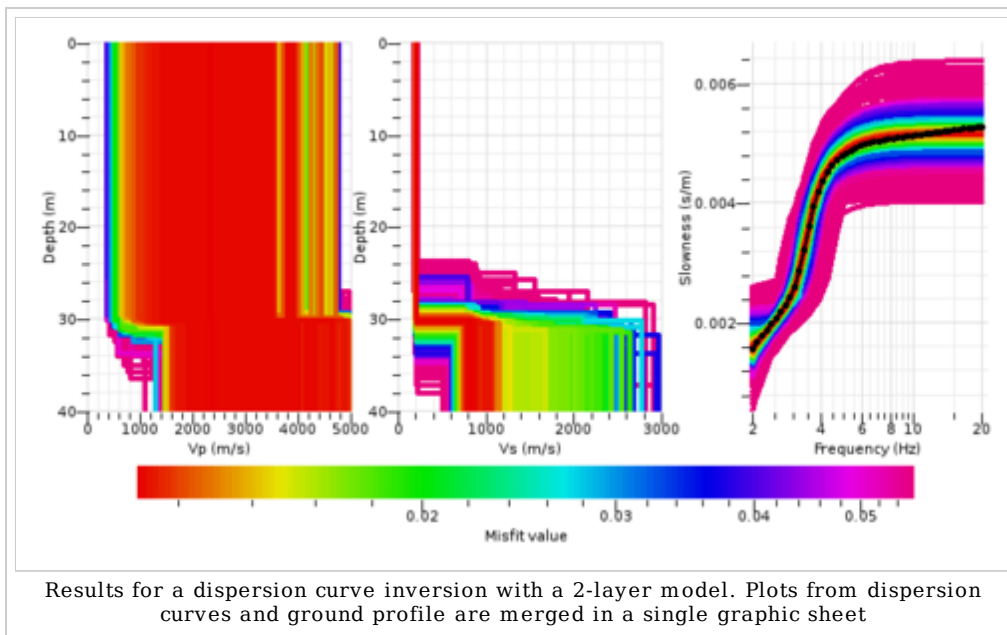 0 0
10 10
20 20
30 30
40 40
Depth (m)
Depth (m)
0 1000 2000 3000 4000 5000
Vp (m/s)
0 1000 2000 3000
Vs (m/s)
0.006
0.004
0.002
Slowness (s/m)
2 4 6 8 10 20
Frequency (Hz)
0.02 0.03 0.04 0.05
Misfit value
Results for a dispersion curve inversion with a 2-layer model. Plots from dispersion
curves and ground profile are merged in a single graphic sheet